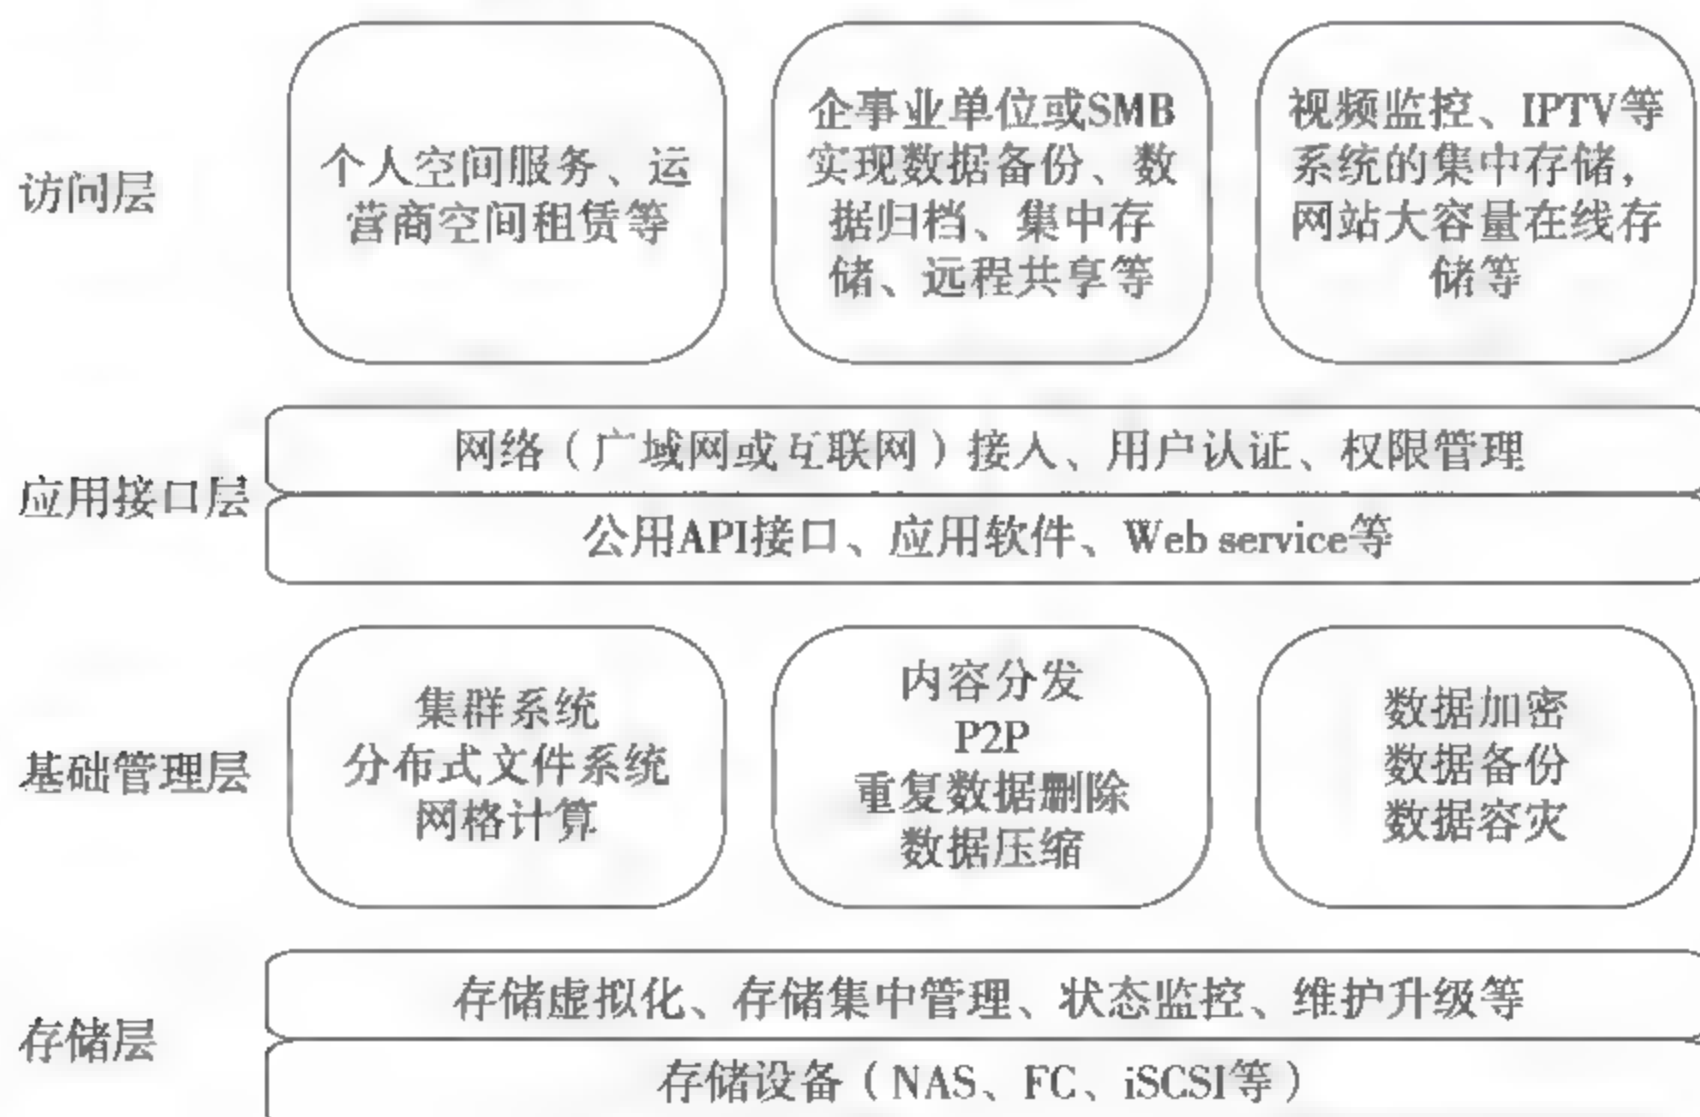 访问层
个人空间服务、运
营商空间租赁等
企事业单位或SMB
实现数据备份、数
据归档、集中存
储、远程共享等
视频监控、IPTV等
系统的集中存储，
网站大容量在线存
储等
应用接口层
网络（广域网或互联网）接入、用户认证、权限管理
公用API接口、应用软件、Web service等
基础管理层
集群系统
分布式文件系统
网格计算
内容分发
P2P
重复数据删除
数据压缩
数据加密
数据备份
数据容灾
存储层
存储虚拟化、存储集中管理、状态监控、维护升级等
存储设备（NAS、FC、iSCSI等）